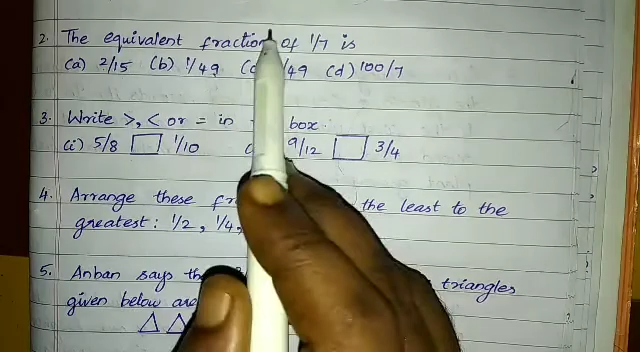 2. The equivalent fraction of 1/7 is
(a) 2/15 (b) 1/49 (c) /49 (d) 100/7
3. Write >, < or = in box.
(i) 5/8 □ 1/10 9/12 □ 3/4
4. Arrange these the least to the
greatest: 1/2, 1/4,
5. Anban says triangles
given below are
△ △